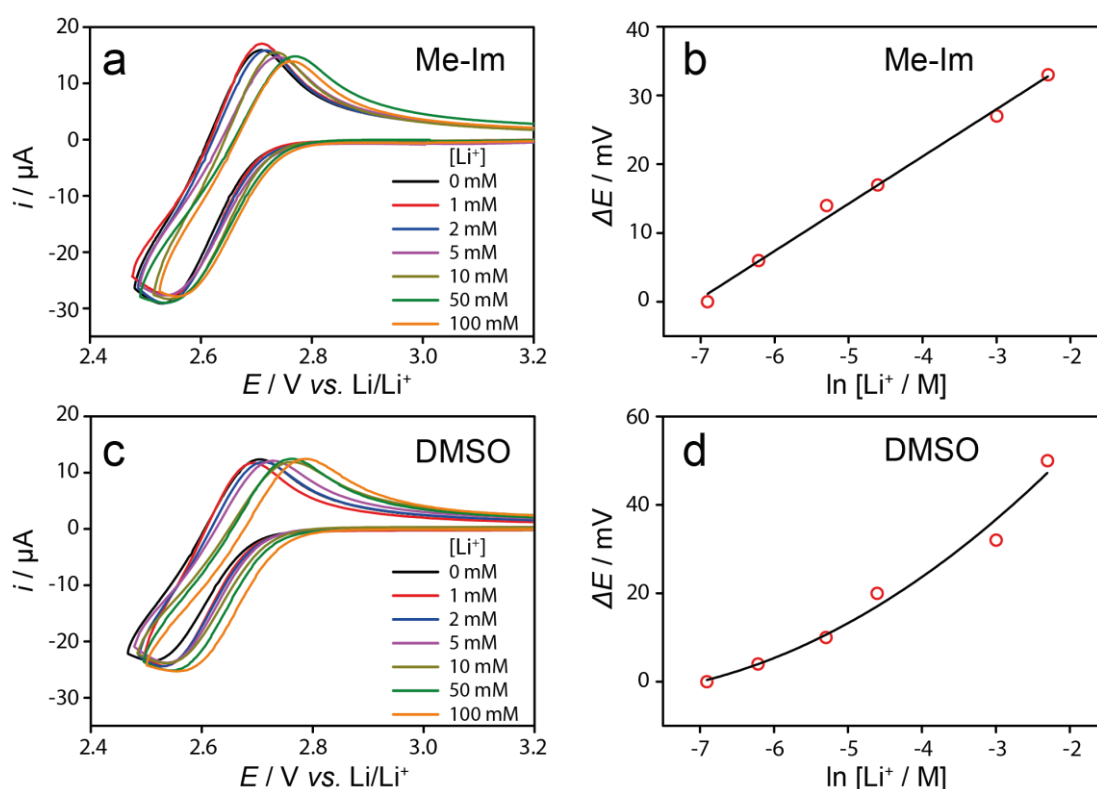 a
Me-Im
20
10
0
-10
-20
-30
i / µA
[Li⁺]
0 mM
1 mM
2 mM
5 mM
10 mM
50 mM
100 mM
2.4 2.6 2.8 3.0 3.2
E / V vs. Li/Li⁺
b
Me-Im
40
30
20
10
0
ΔE / mV
-7 -6 -5 -4 -3 -2
ln [Li⁺ / M]
c
DMSO
20
10
0
-10
-20
-30
i / µA
[Li⁺]
0 mM
1 mM
2 mM
5 mM
10 mM
50 mM
100 mM
2.4 2.6 2.8 3.0 3.2
E / V vs. Li/Li⁺
d
DMSO
60
40
20
0
ΔE / mV
-7 -6 -5 -4 -3 -2
ln [Li⁺ / M]